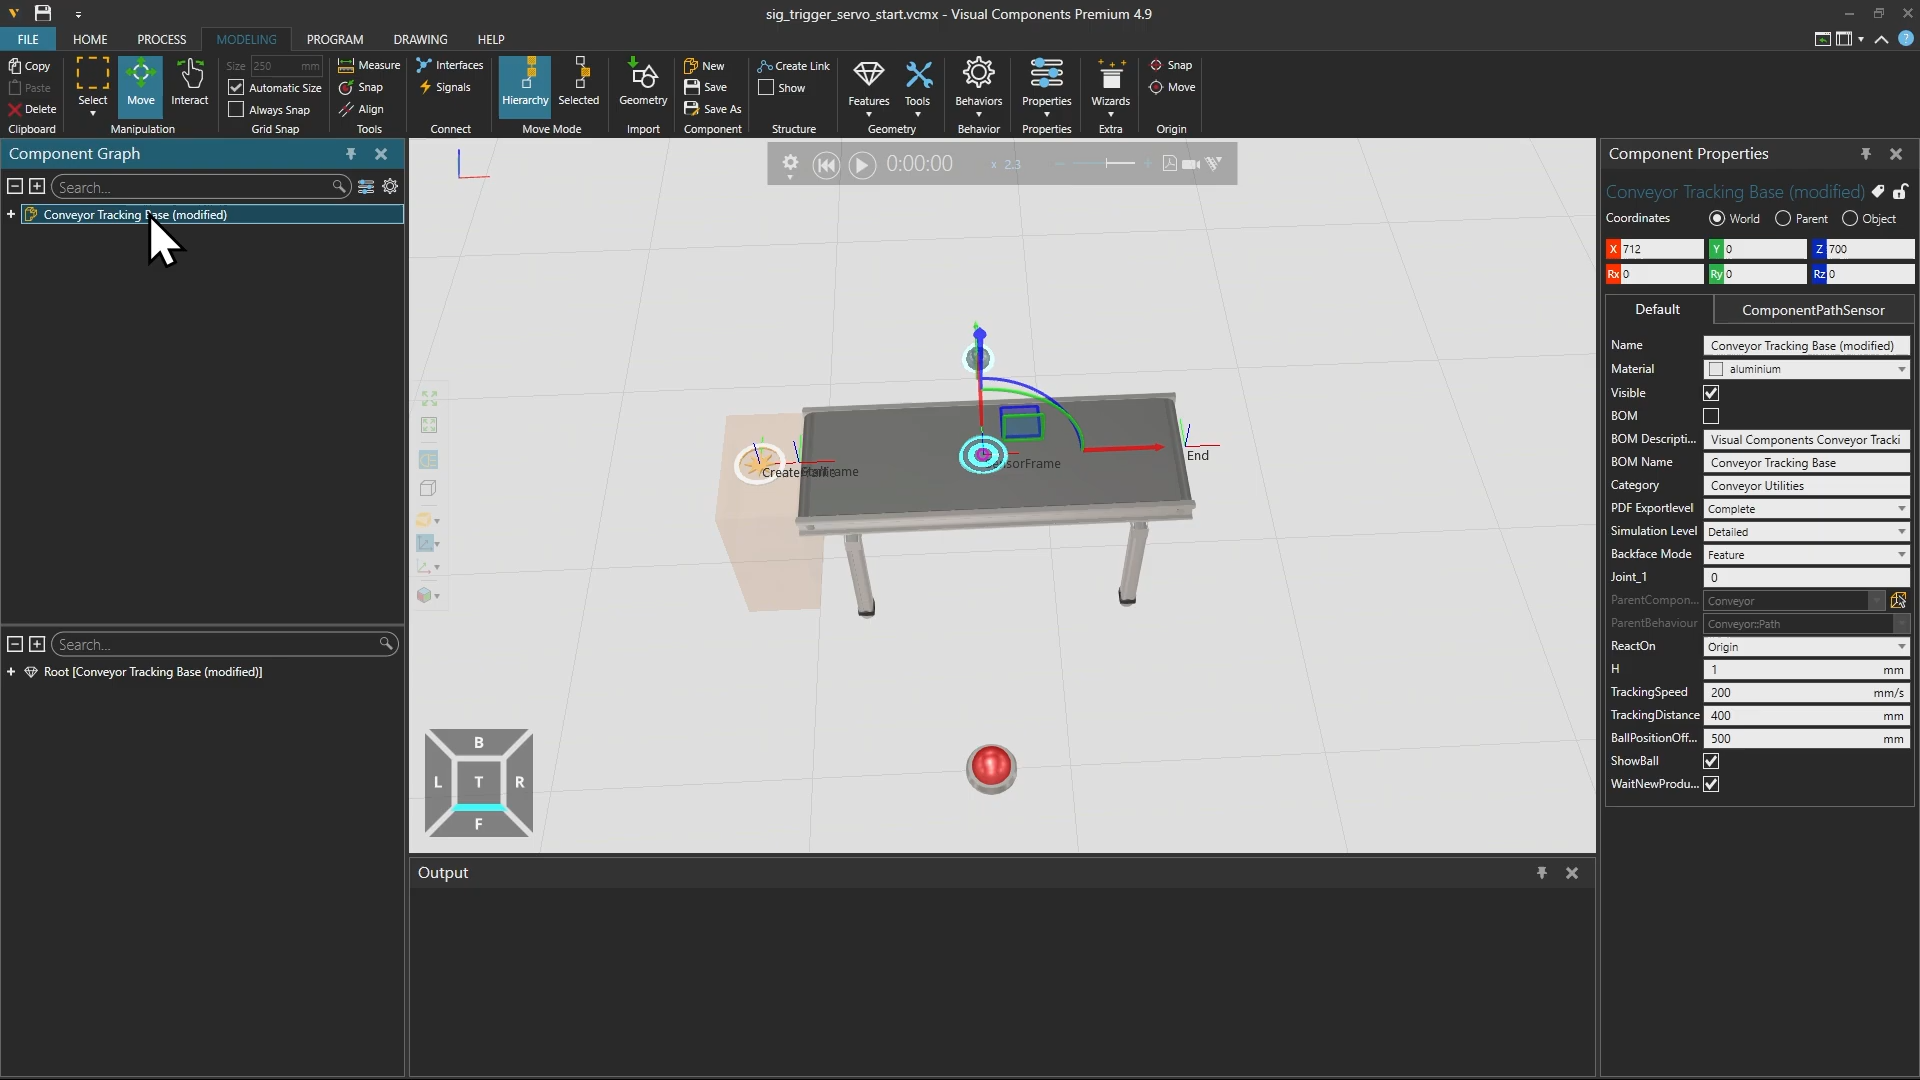 sig_trigger_servo_start.vcmx - Visual Components Premium 4.9
FILE
HOME
PROCESS
MODELING
PROGRAM
DRAWING
HELP
Copy
Paste
Delete
Clipboard
Select
Move
Interact
Manipulation
Size 250 mm
Automatic Size
Always Snap
Grid Snap
Measure
Snap
Align
Tools
Interfaces
Signals
Connect
Hierarchy
Selected
Move Mode
Geometry
Import
New
Save
Save As
Component
Create Link
Show
Structure
Features
Tools
Geometry
Behaviors
Behavior
Properties
Properties
Wizards
Extra
Snap
Move
Origin
Component Graph
Search...
Conveyor Tracking Base (modified)
Search...
Root [Conveyor Tracking Base (modified)]
0:00:00
x 2.3
End
B
L T R
F
Output
Component Properties
Conveyor Tracking Base (modified)
Coordinates World Parent Object
X 712 Y 0 Z 700
Rx 0 Ry 0 Rz 0
Default ComponentPathSensor
Name Conveyor Tracking Base (modified)
Material aluminium
Visible
BOM
BOM Descripti... Visual Components Conveyor Tracki
BOM Name Conveyor Tracking Base
Category Conveyor Utilities
PDF Exportlevel Complete
Simulation Level Detailed
Backface Mode Feature
Joint_1 0
ParentCompon... Conveyor
ParentBehaviour Conveyor::Path
ReactOn Origin
H 1 mm
TrackingSpeed 200 mm/s
TrackingDistance 400 mm
BallPositionOff... 500 mm
ShowBall
WaitNewProdu...